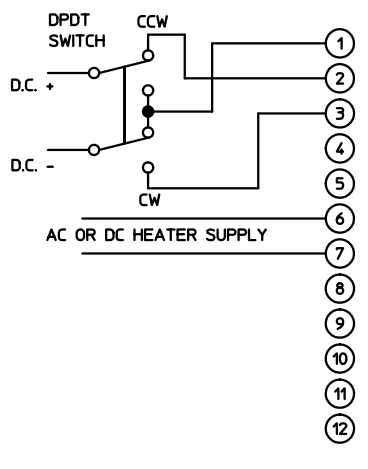 DPDT
SWITCH
CCW
D.C. +
D.C. -
CW
AC OR DC HEATER SUPPLY
1
2
3
4
5
6
7
8
9
10
11
12